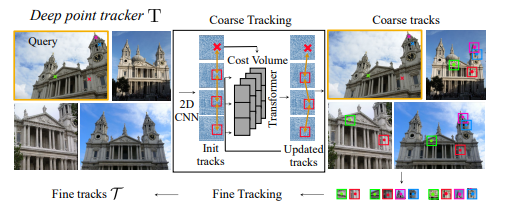 Deep point tracker T
Coarse Tracking
Coarse tracks
Query
Cost Volume
2D
CNN
Transformer
Init
tracks
Updated
tracks
Fine tracks 𝒯
Fine Tracking